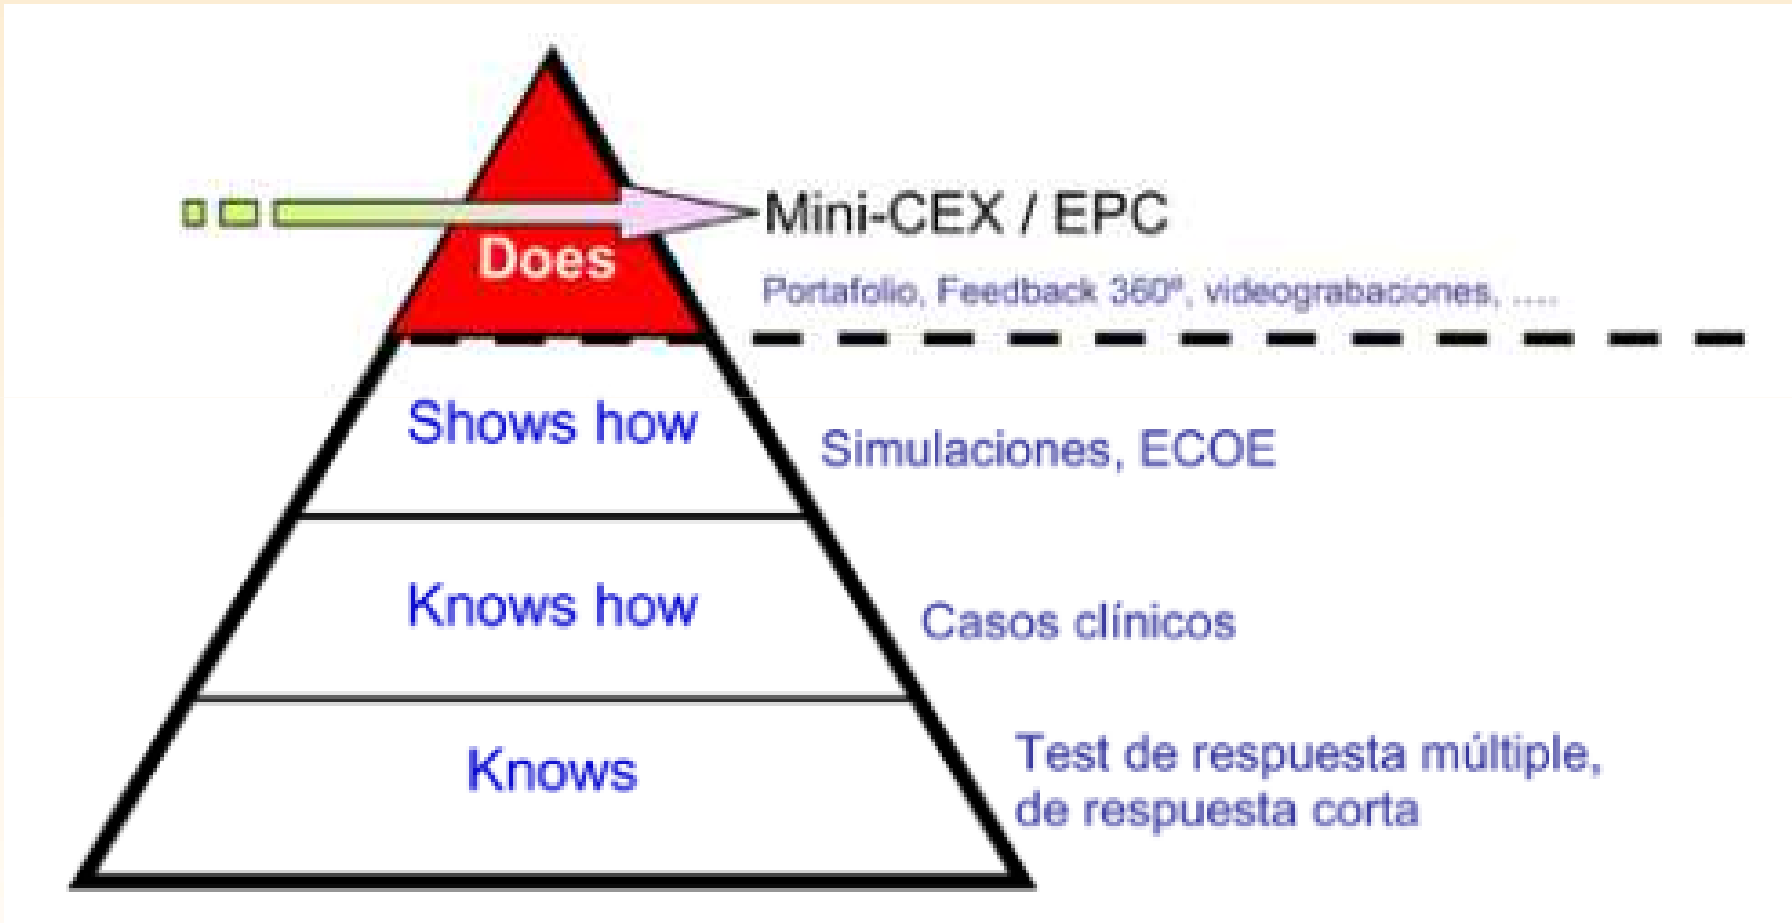 Mini-CEX / EPC
Does
Portafolio, Feedback 360º, videograbaciones, ....
Shows how
Simulaciones, ECOE
Knows how
Casos clínicos
Knows
Test de respuesta múltiple,
de respuesta corta